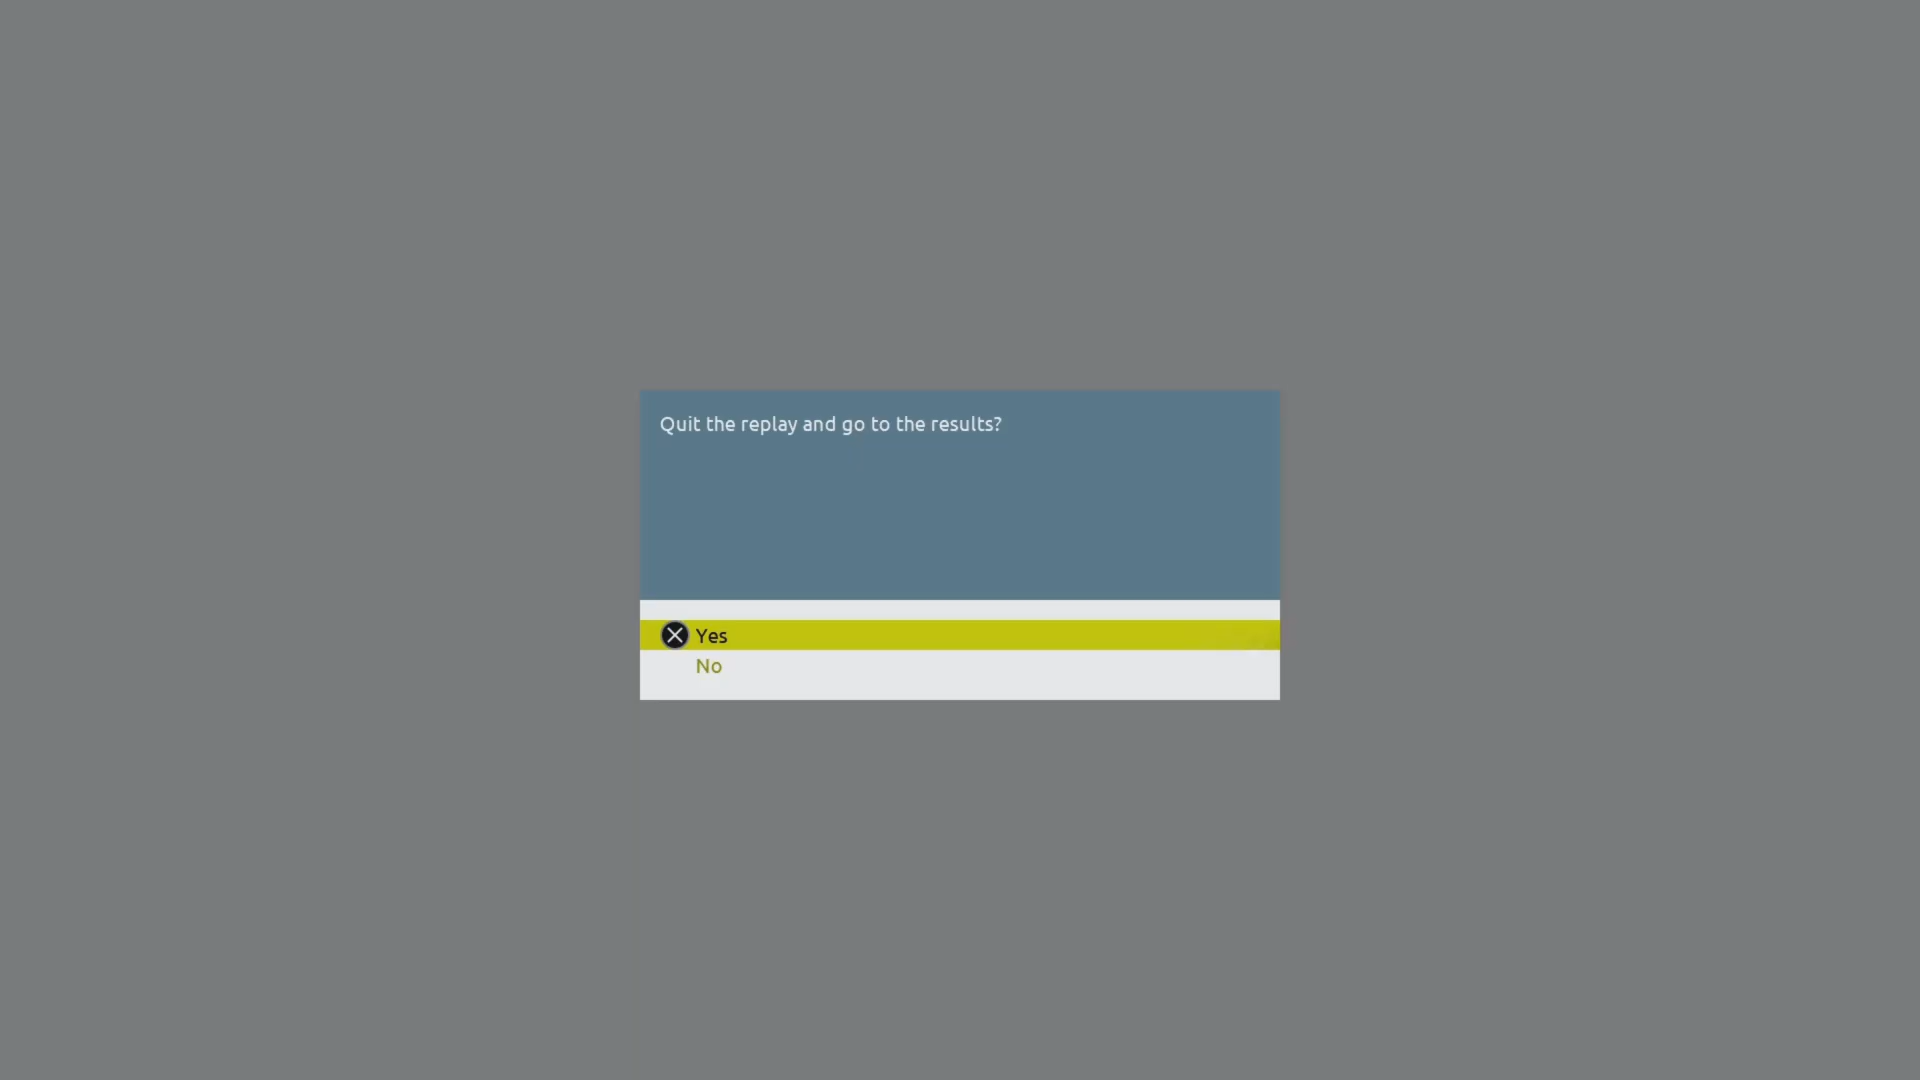 Quit the replay and go to the results?
Yes
No